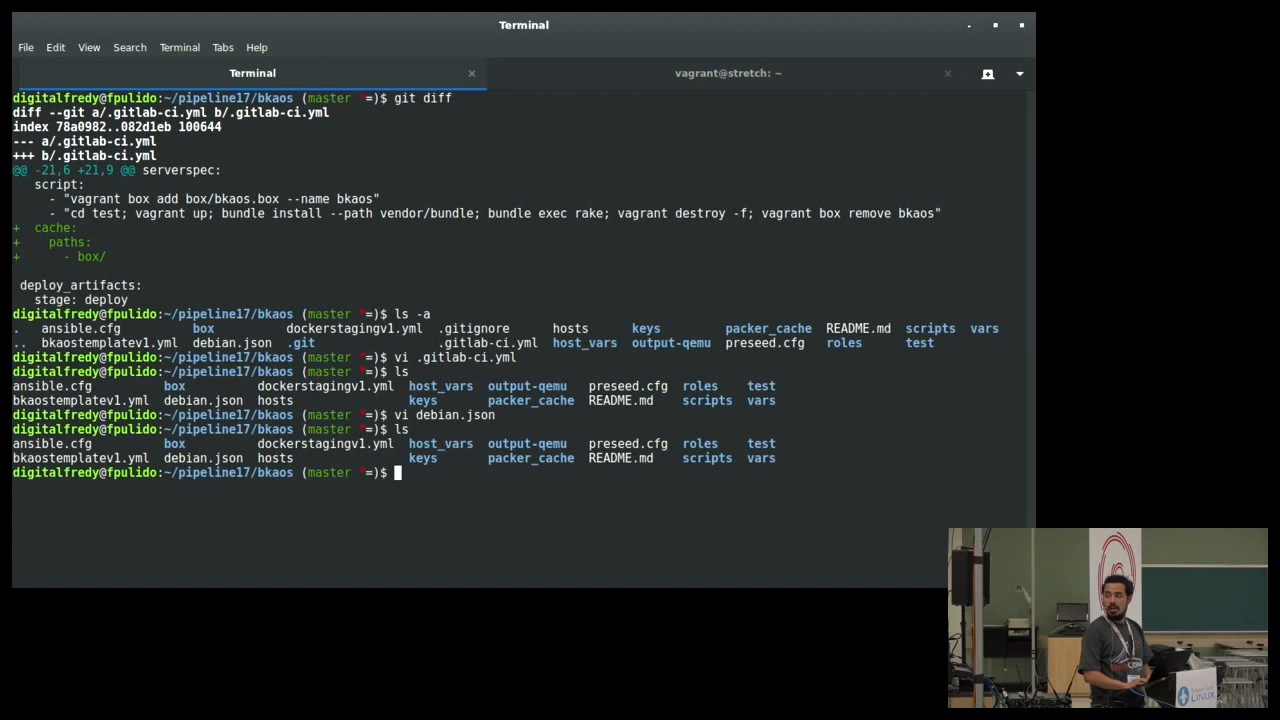 Terminal
File Edit View Search Terminal Tabs Help
Terminal vagrant@stretch: ~
digitalfredy@fpulido:~/pipeline17/bkaos (master *=)$ git diff
diff --git a/.gitlab-ci.yml b/.gitlab-ci.yml
index 78a0982..082d1eb 100644
--- a/.gitlab-ci.yml
+++ b/.gitlab-ci.yml
@@ -21,6 +21,9 @@ serverspec:
script:
- "vagrant box add box/bkaos.box --name bkaos"
- "cd test; vagrant up; bundle install --path vendor/bundle; bundle exec rake; vagrant destroy -f; vagrant box remove bkaos"
+ cache:
+ paths:
+ - box/
deploy_artifacts:
stage: deploy
digitalfredy@fpulido:~/pipeline17/bkaos (master *=)$ ls -a
. ansible.cfg box dockerstagingv1.yml .gitignore hosts keys packer_cache README.md scripts vars
.. bkaostemplatev1.yml debian.json .git .gitlab-ci.yml host_vars output-qemu preseed.cfg roles test
digitalfredy@fpulido:~/pipeline17/bkaos (master *=)$ vi .gitlab-ci.yml
digitalfredy@fpulido:~/pipeline17/bkaos (master *=)$ ls
ansible.cfg box dockerstagingv1.yml host_vars output-qemu preseed.cfg roles test
bkaostemplatev1.yml debian.json hosts keys packer_cache README.md scripts vars
digitalfredy@fpulido:~/pipeline17/bkaos (master *=)$ vi debian.json
digitalfredy@fpulido:~/pipeline17/bkaos (master *=)$ ls
ansible.cfg box dockerstagingv1.yml host_vars output-qemu preseed.cfg roles test
bkaostemplatev1.yml debian.json hosts keys packer_cache README.md scripts vars
digitalfredy@fpulido:~/pipeline17/bkaos (master *=)$
LINUX